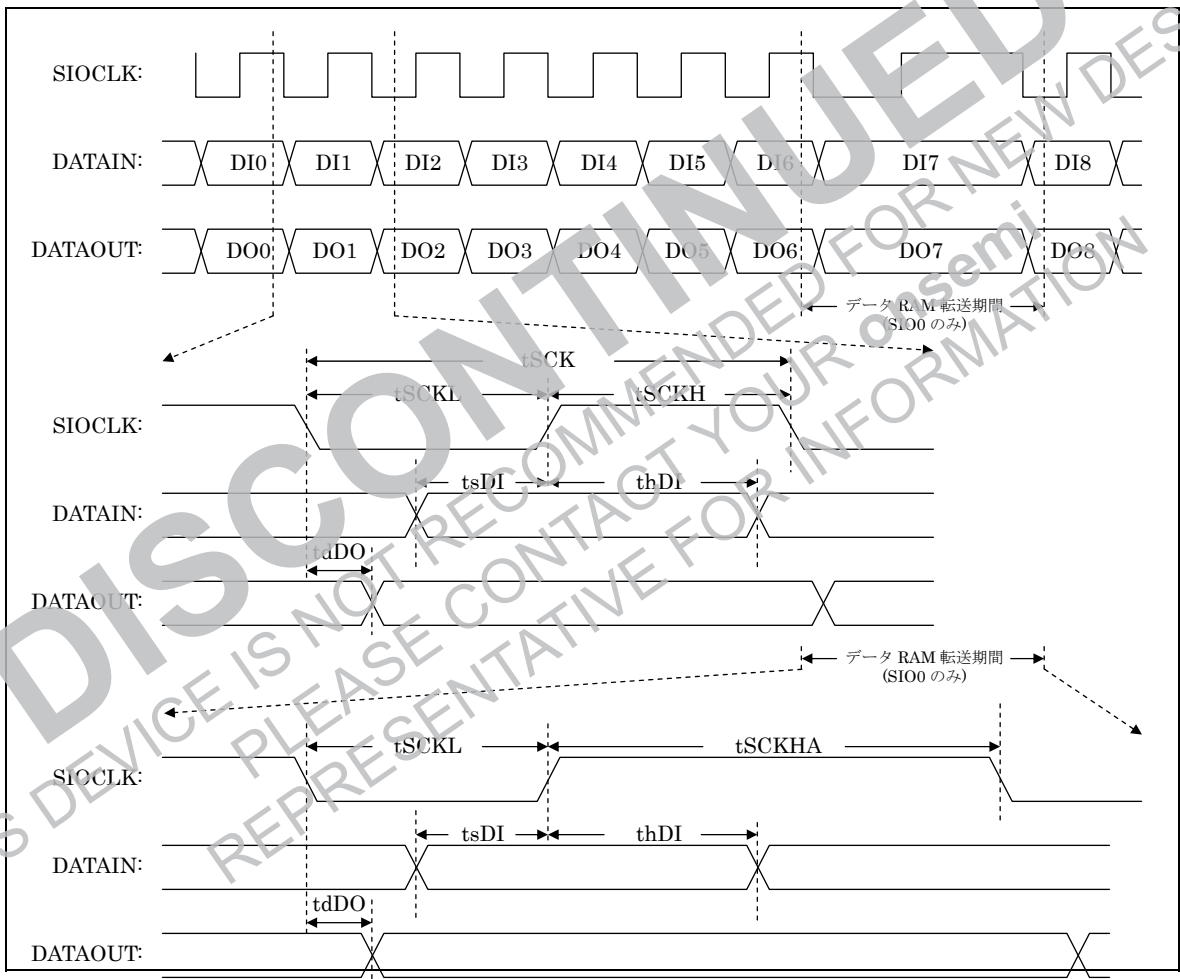 SIOCLK:
DATAIN: DI0 DI1 DI2 DI3 DI4 DI5 DI6 DI7 DI8
DATAOUT: DO0 DO1 DO2 DO3 DO4 DO5 DO6 DO7 DO8
データ RAM 転送期間
(SIO0 のみ)
tSCK
tSCKL tSCKH
SIOCLK:
tsDI thDI
DATAIN:
tdDO
DATAOUT:
データ RAM 転送期間
(SIO0 のみ)
tSCKL tSCKHA
SIOCLK:
tsDI thDI
DATAIN:
tdDO
DATAOUT:
DISCONTINUED
DEVICE IS NOT RECOMMENDED FOR NEW
PLEASE CONTACT YOUR onsemi
REPRESENTATIVE FOR INFORMATION